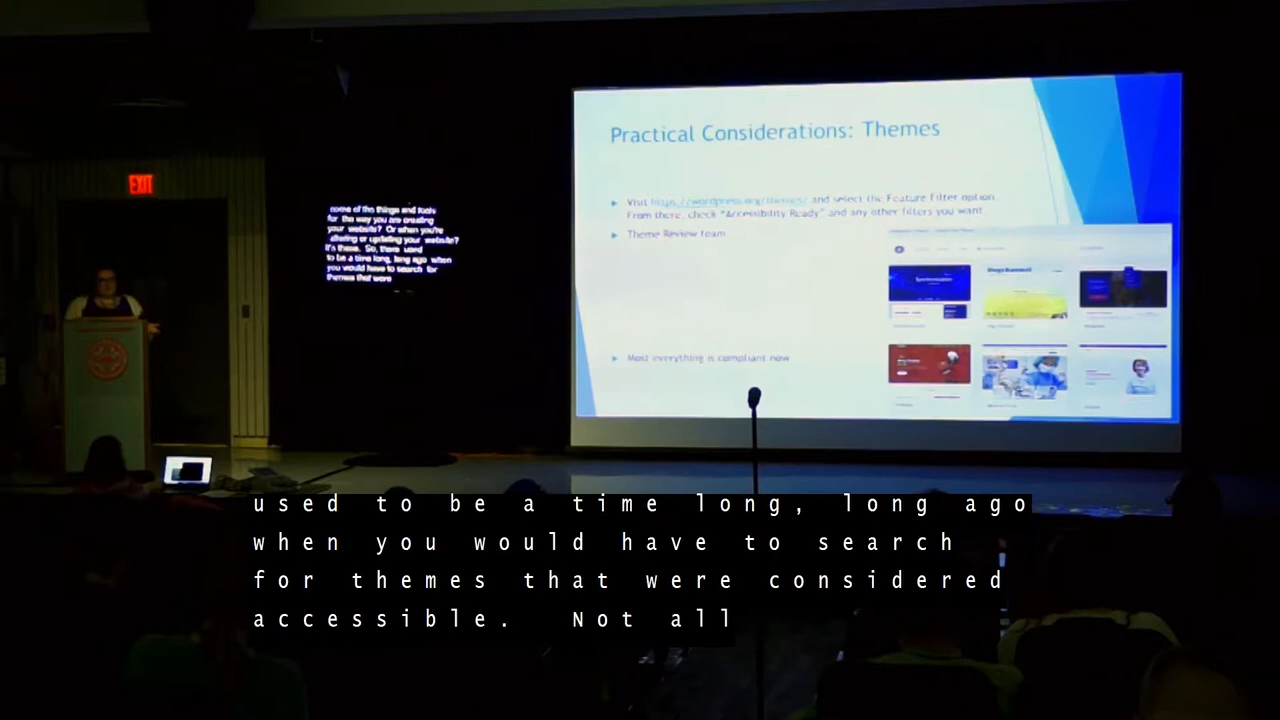 Practical Considerations: Themes
Visit https://wordpress.org/themes/ and select the Feature Filter option.
From there, check "Accessibility Ready" and any other filters you want
Theme Review team
Most everything is compliant now
EXIT
some of the things and tools
for the way you are creating
your website? Or when you're
altering or updating your website?
It's these. So, there used
to be a time long, long ago when
you would have to search for
themes that were
used to be a time long, long ago
when you would have to search
for themes that were considered
accessible. Not all